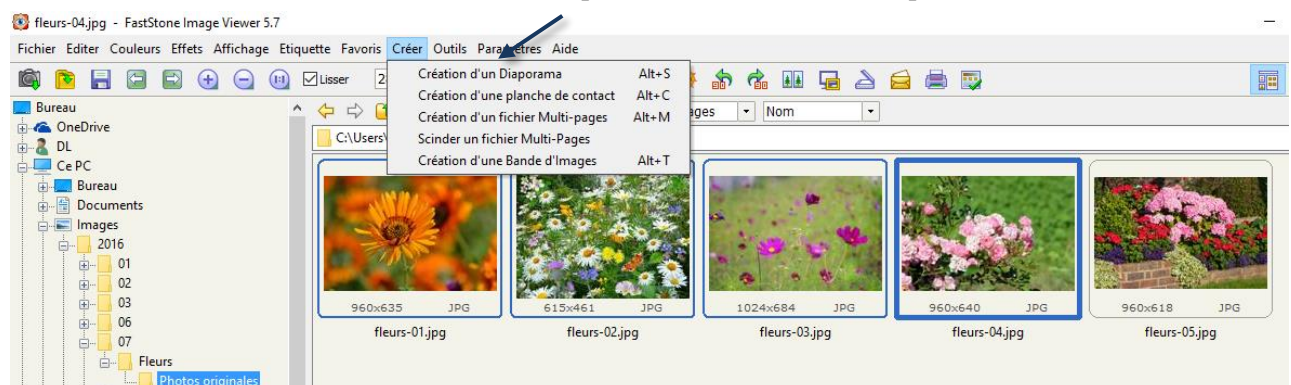 fleurs-04.jpg - FastStone Image Viewer 5.7
Fichier Editer Couleurs Effets Affichage Etiquette Favoris Créer Outils Paramètres Aide
Lisser 2
Création d'un Diaporama Alt+S
Création d'une planche de contact Alt+C
Création d'un fichier Multi-pages Alt+M
Scinder un fichier Multi-Pages
Création d'une Bande d'Images Alt+T
ages Nom
C:\Users\
Bureau
OneDrive
DL
Ce PC
Bureau
Documents
Images
2016
01
02
03
06
07
Fleurs
Photos originales
960x635 JPG 615x461 JPG 1024x684 JPG 960x640 JPG 960x618 JPG
fleurs-01.jpg fleurs-02.jpg fleurs-03.jpg fleurs-04.jpg fleurs-05.jpg